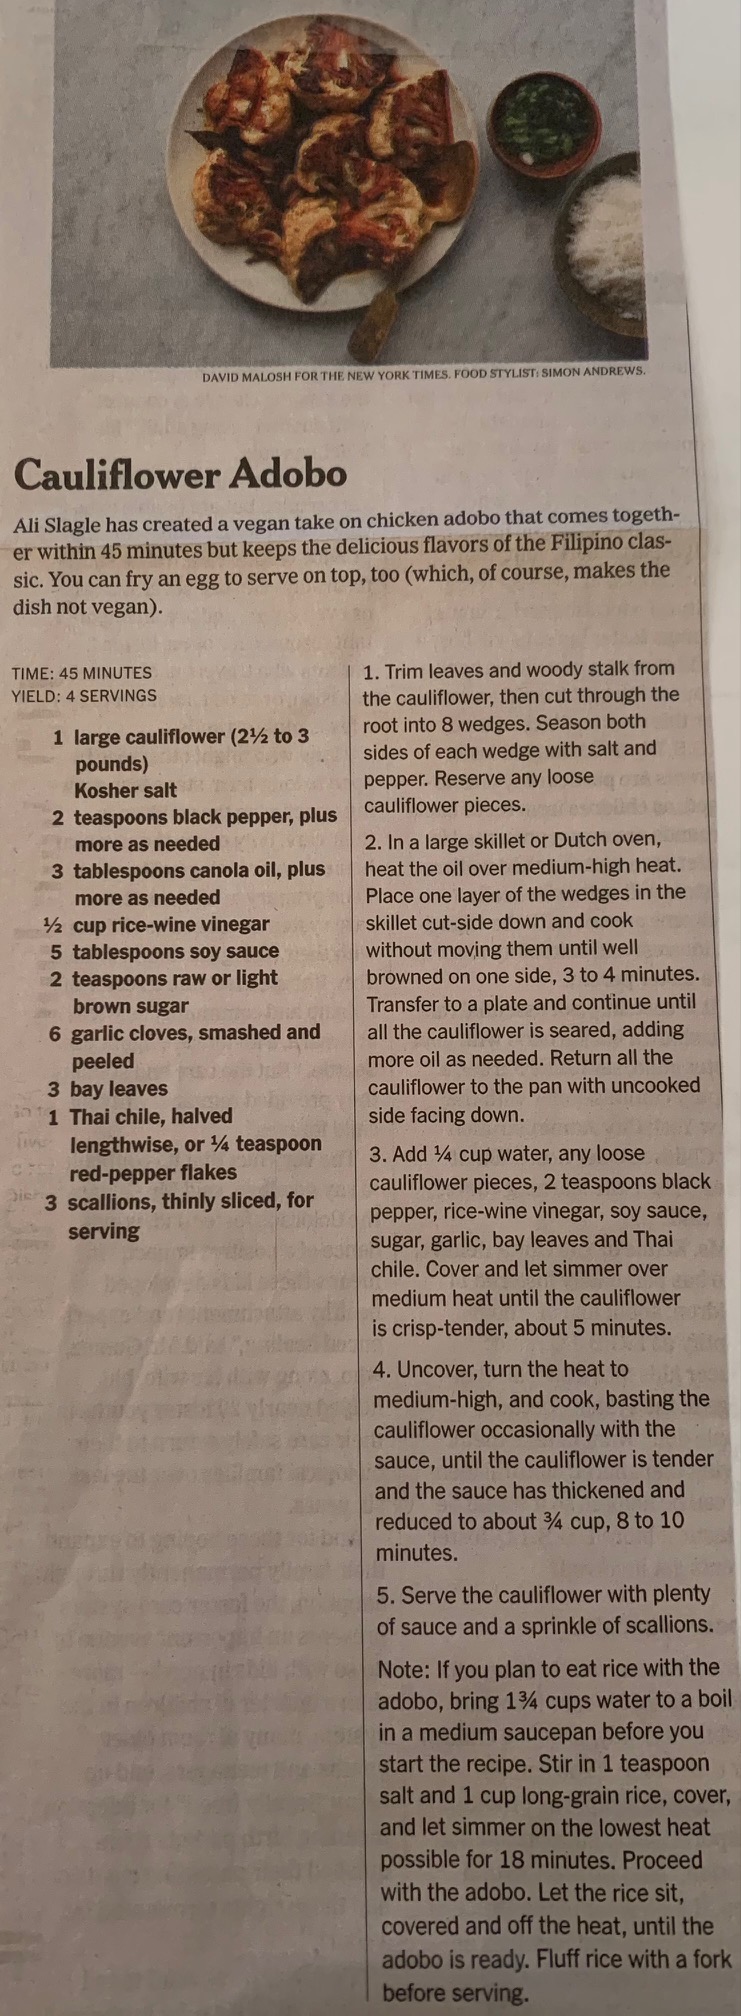 DAVID MALOSH FOR THE NEW YORK TIMES. FOOD STYLIST: SIMON ANDREWS.
Cauliflower Adobo
Ali Slagle has created a vegan take on chicken adobo that comes togeth-
er within 45 minutes but keeps the delicious flavors of the Filipino clas-
sic. You can fry an egg to serve on top, too (which, of course, makes the
dish not vegan).
TIME: 45 MINUTES
YIELD: 4 SERVINGS
1 large cauliflower (2½ to 3
pounds)
Kosher salt
2 teaspoons black pepper, plus
more as needed
3 tablespoons canola oil, plus
more as needed
½ cup rice-wine vinegar
5 tablespoons soy sauce
2 teaspoons raw or light
brown sugar
6 garlic cloves, smashed and
peeled
3 bay leaves
1 Thai chile, halved
lengthwise, or ¼ teaspoon
red-pepper flakes
3 scallions, thinly sliced, for
serving
1. Trim leaves and woody stalk from
the cauliflower, then cut through the
root into 8 wedges. Season both
sides of each wedge with salt and
pepper. Reserve any loose
cauliflower pieces.
2. In a large skillet or Dutch oven,
heat the oil over medium-high heat.
Place one layer of the wedges in the
skillet cut-side down and cook
without moving them until well
browned on one side, 3 to 4 minutes.
Transfer to a plate and continue until
all the cauliflower is seared, adding
more oil as needed. Return all the
cauliflower to the pan with uncooked
side facing down.
3. Add ¼ cup water, any loose
cauliflower pieces, 2 teaspoons black
pepper, rice-wine vinegar, soy sauce,
sugar, garlic, bay leaves and Thai
chile. Cover and let simmer over
medium heat until the cauliflower
is crisp-tender, about 5 minutes.
4. Uncover, turn the heat to
medium-high, and cook, basting the
cauliflower occasionally with the
sauce, until the cauliflower is tender
and the sauce has thickened and
reduced to about ¾ cup, 8 to 10
minutes.
5. Serve the cauliflower with plenty
of sauce and a sprinkle of scallions.
Note: If you plan to eat rice with the
adobo, bring 1¾ cups water to a boil
in a medium saucepan before you
start the recipe. Stir in 1 teaspoon
salt and 1 cup long-grain rice, cover,
and let simmer on the lowest heat
possible for 18 minutes. Proceed
with the adobo. Let the rice sit,
covered and off the heat, until the
adobo is ready. Fluff rice with a fork
before serving.